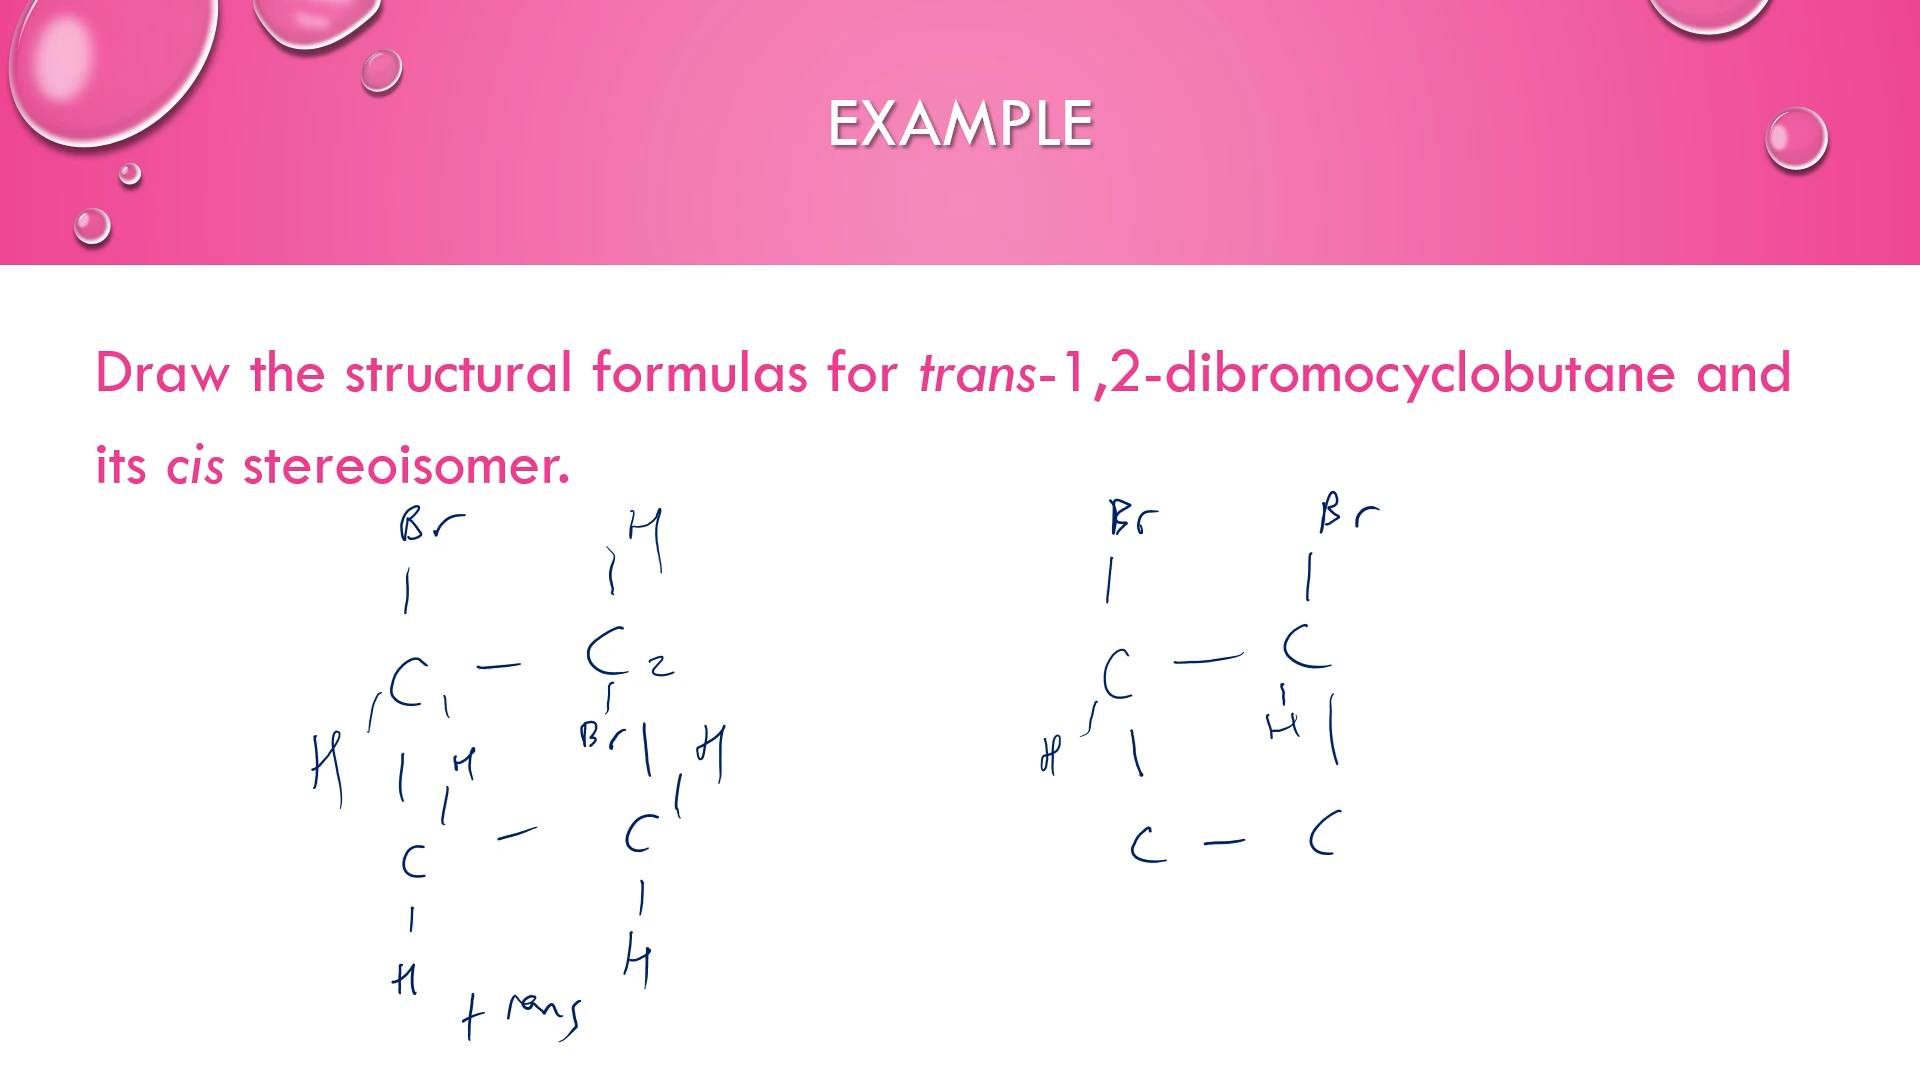 EXAMPLE
Draw the structural formulas for trans-1,2-dibromocyclobutane and
its cis stereoisomer.
Br H
C1 - C2
H H Br H
C - C
H H
trans
Br Br
C - C
H H
C - C